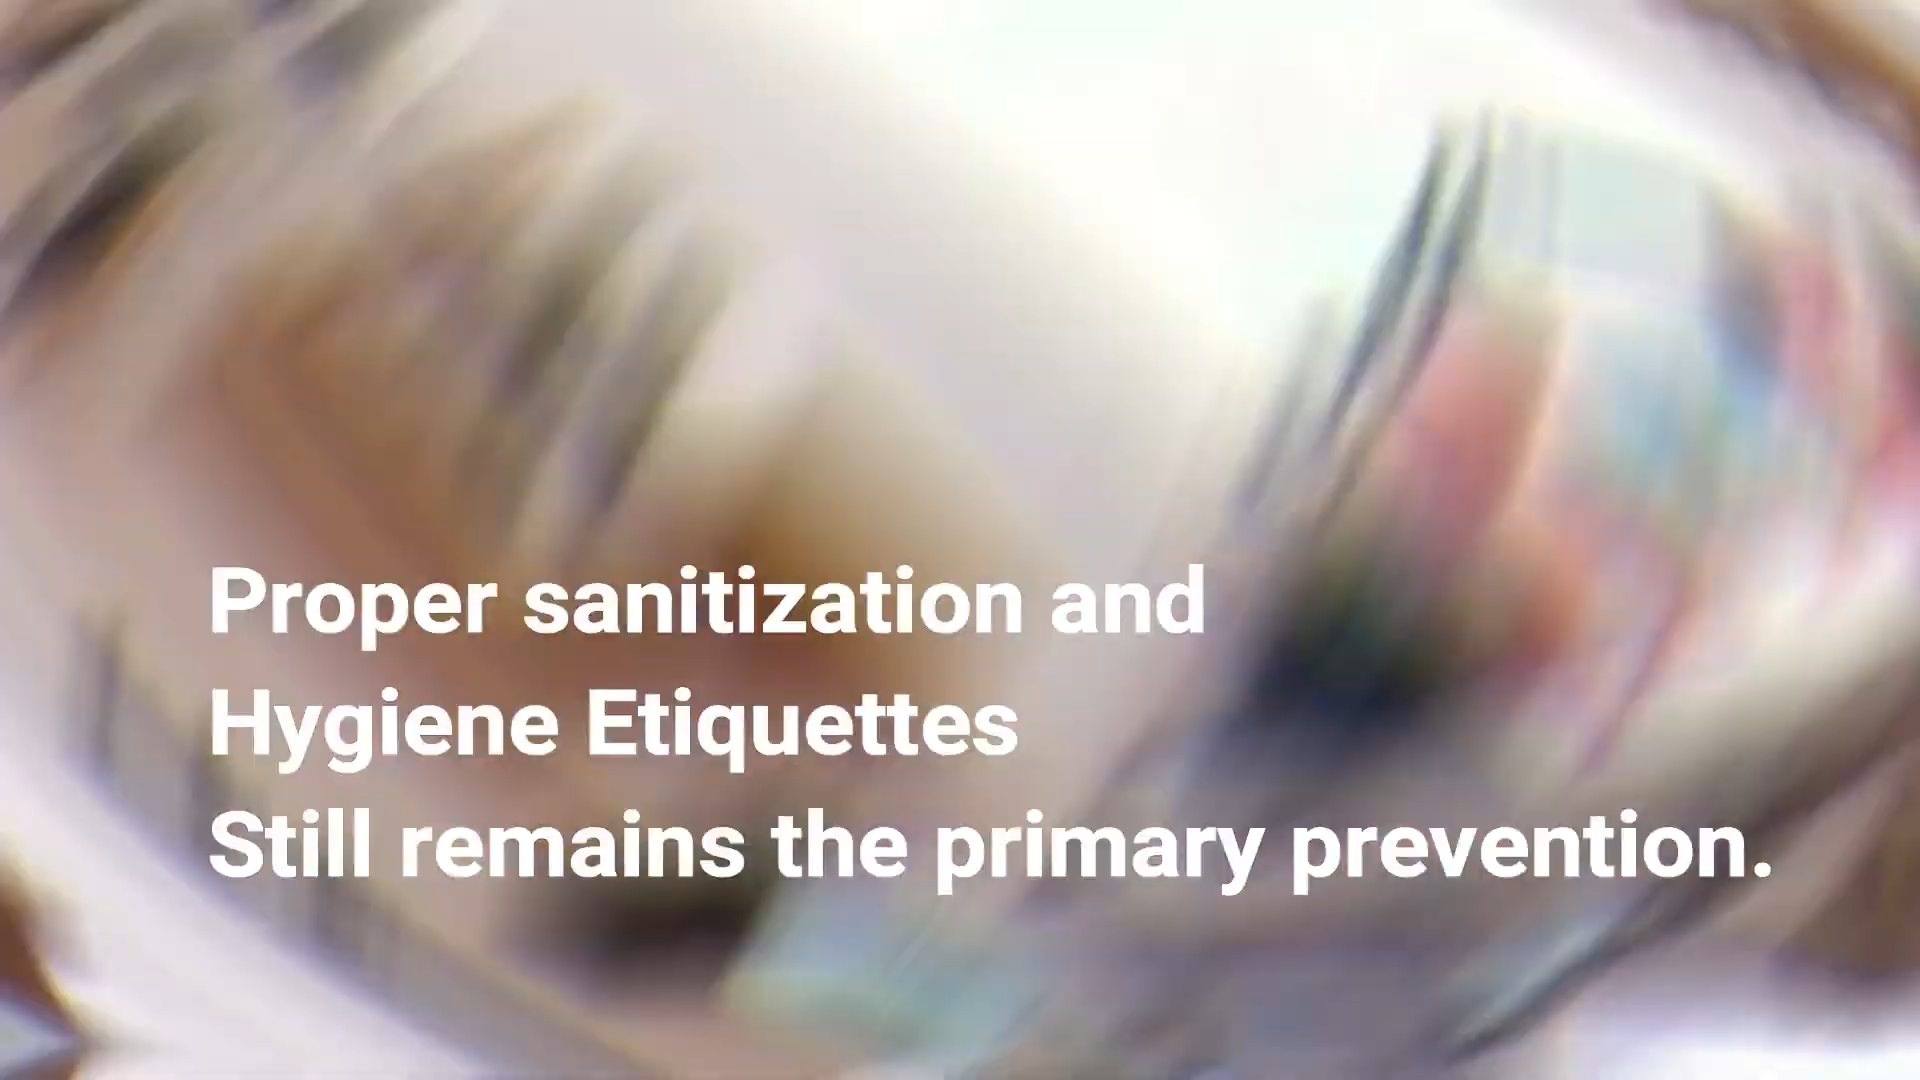 Proper sanitization and
Hygiene Etiquettes
Still remains the primary prevention.